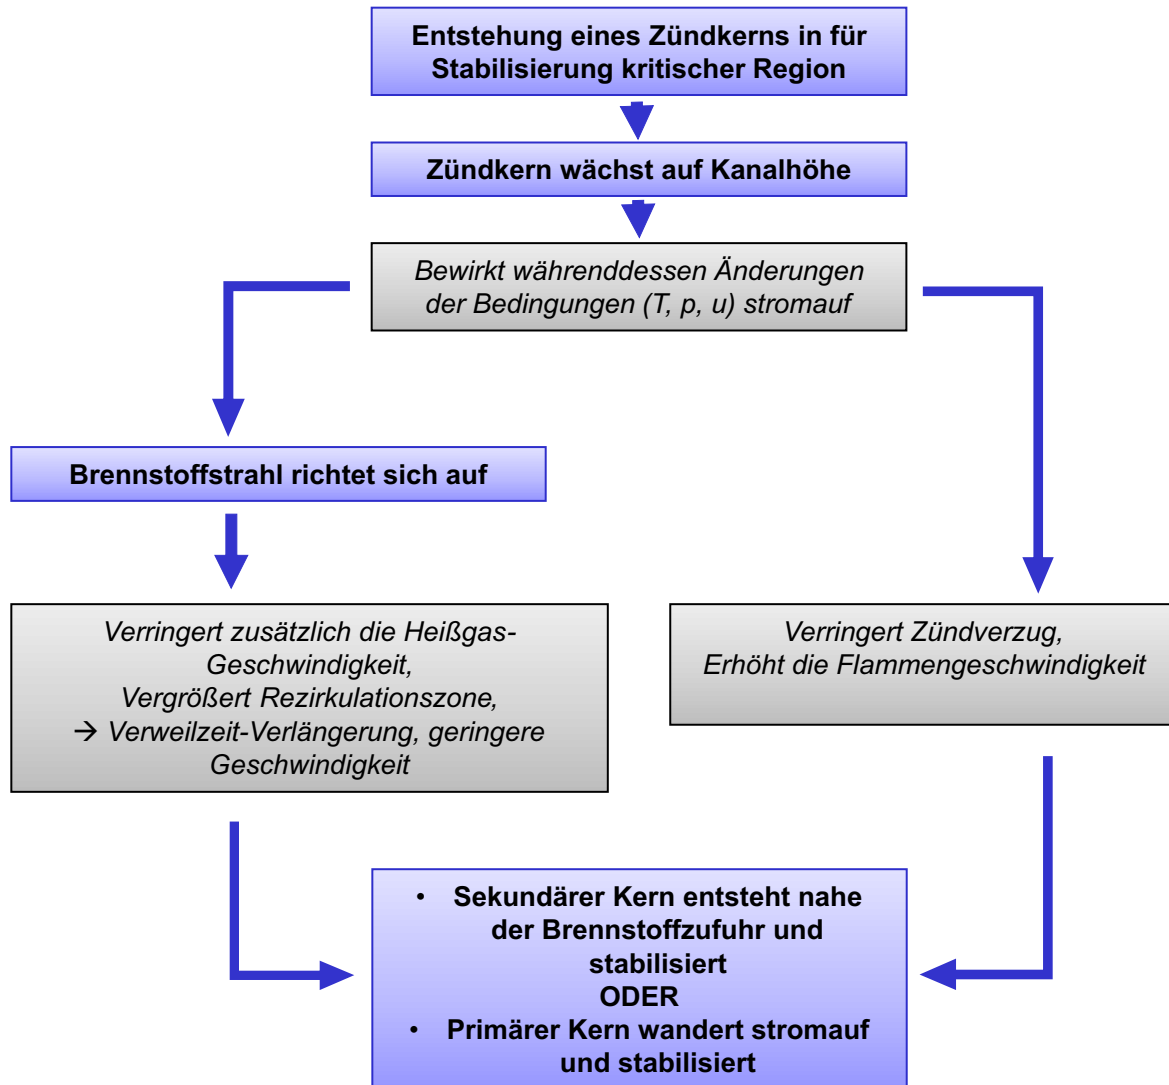 Entstehung eines Zündkerns in für
Stabilisierung kritischer Region
Zündkern wächst auf Kanalhöhe
Bewirkt währenddessen Änderungen
der Bedingungen (T, p, u) stromauf
Brennstoffstrahl richtet sich auf
Verringert zusätzlich die Heißgas-
Geschwindigkeit,
Vergrößert Rezirkulationszone,
→ Verweilzeit-Verlängerung, geringere
Geschwindigkeit
Verringert Zündverzug,
Erhöht die Flammengeschwindigkeit
• Sekundärer Kern entsteht nahe
der Brennstoffzufuhr und
stabilisiert
ODER
• Primärer Kern wandert stromauf
und stabilisiert